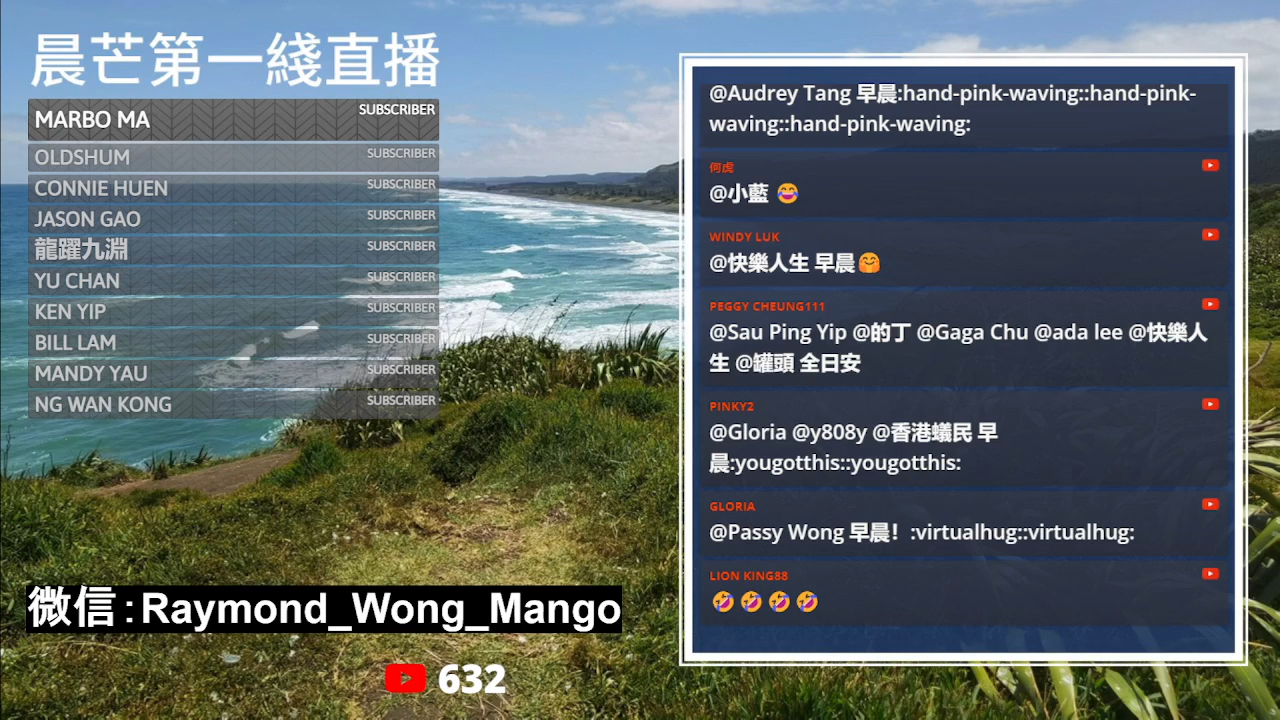 晨芒第一綫直播
MARBO MA SUBSCRIBER
OLDSHUM SUBSCRIBER
CONNIE HUEN SUBSCRIBER
JASON GAO SUBSCRIBER
龍躍九淵 SUBSCRIBER
YU CHAN SUBSCRIBER
KEN YIP SUBSCRIBER
BILL LAM SUBSCRIBER
MANDY YAU SUBSCRIBER
NG WAN KONG SUBSCRIBER
微信:Raymond_Wong_Mango
632
@Audrey Tang 早晨:hand-pink-waving::hand-pink-
waving::hand-pink-waving:
何虎
@小藍 😂
WINDY LUK
@快樂人生 早晨🤗
PEGGY CHEUNG111
@Sau Ping Yip @的丁 @Gaga Chu @ada lee @快樂人
生 @罐頭 全日安
PINKY2
@Gloria @y808y @香港蟻民 早
晨:yougotthis::yougotthis:
GLORIA
@Passy Wong 早晨！:virtualhug::virtualhug:
LION KING88
🤣🤣🤣🤣